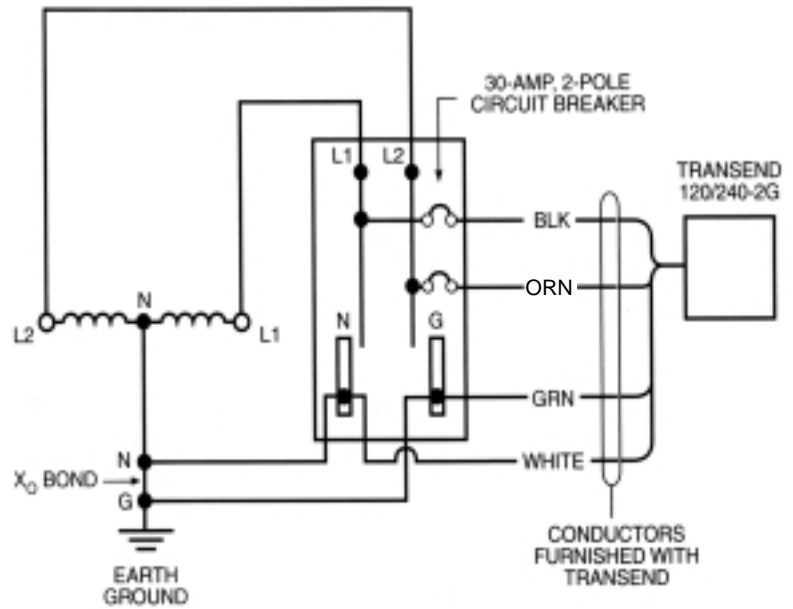 30-AMP, 2-POLE
CIRCUIT BREAKER
L1
L2
TRANSEND
120/240-2G
BLK
ORN
N
L2
L1
N
G
GRN
N
WHITE
X₀ BOND
G
EARTH
GROUND
CONDUCTORS
FURNISHED WITH
TRANSEND